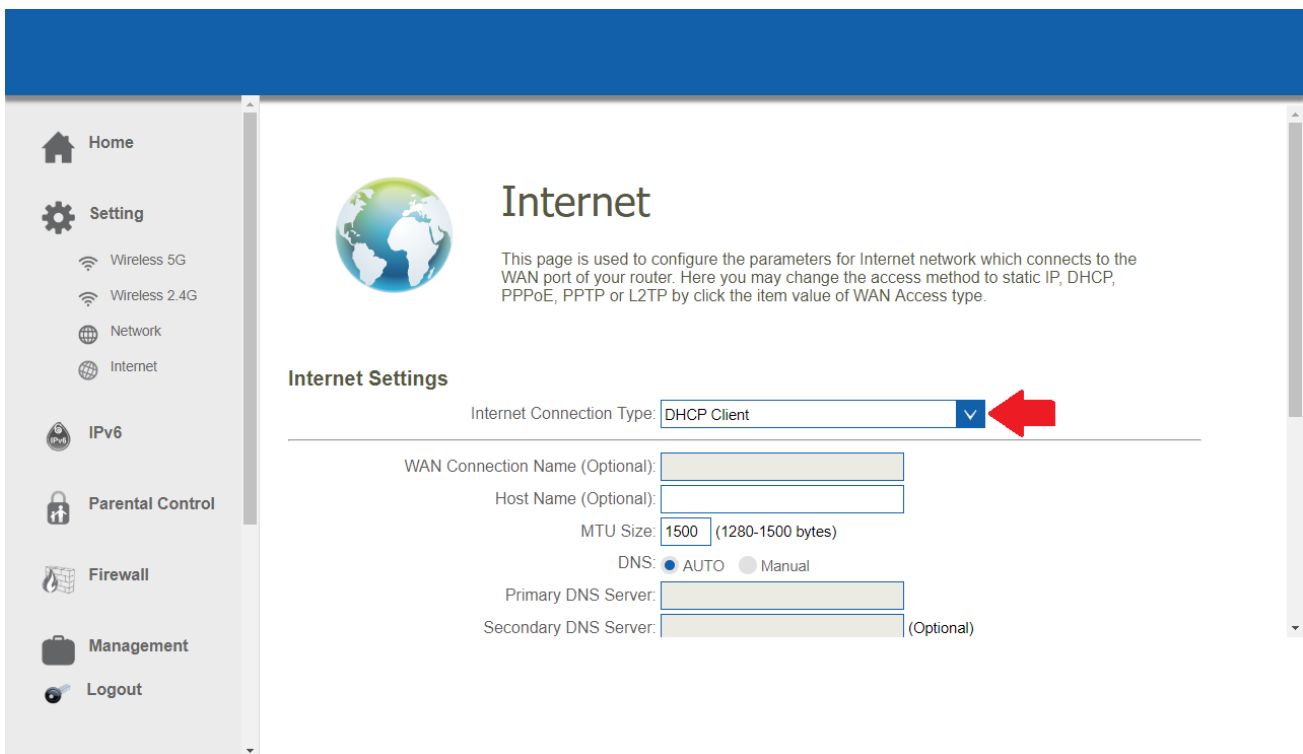 Home
Setting
Wireless 5G
Wireless 2.4G
Network
Internet
IPv6
IPv6
Parental Control
Firewall
Management
Logout
Internet
This page is used to configure the parameters for Internet network which connects to the
WAN port of your router. Here you may change the access method to static IP, DHCP,
PPPoE, PPTP or L2TP by click the item value of WAN Access type.
Internet Settings
Internet Connection Type: DHCP Client
WAN Connection Name (Optional):
Host Name (Optional):
MTU Size: 1500 (1280-1500 bytes)
DNS: AUTO Manual
Primary DNS Server:
Secondary DNS Server: (Optional)